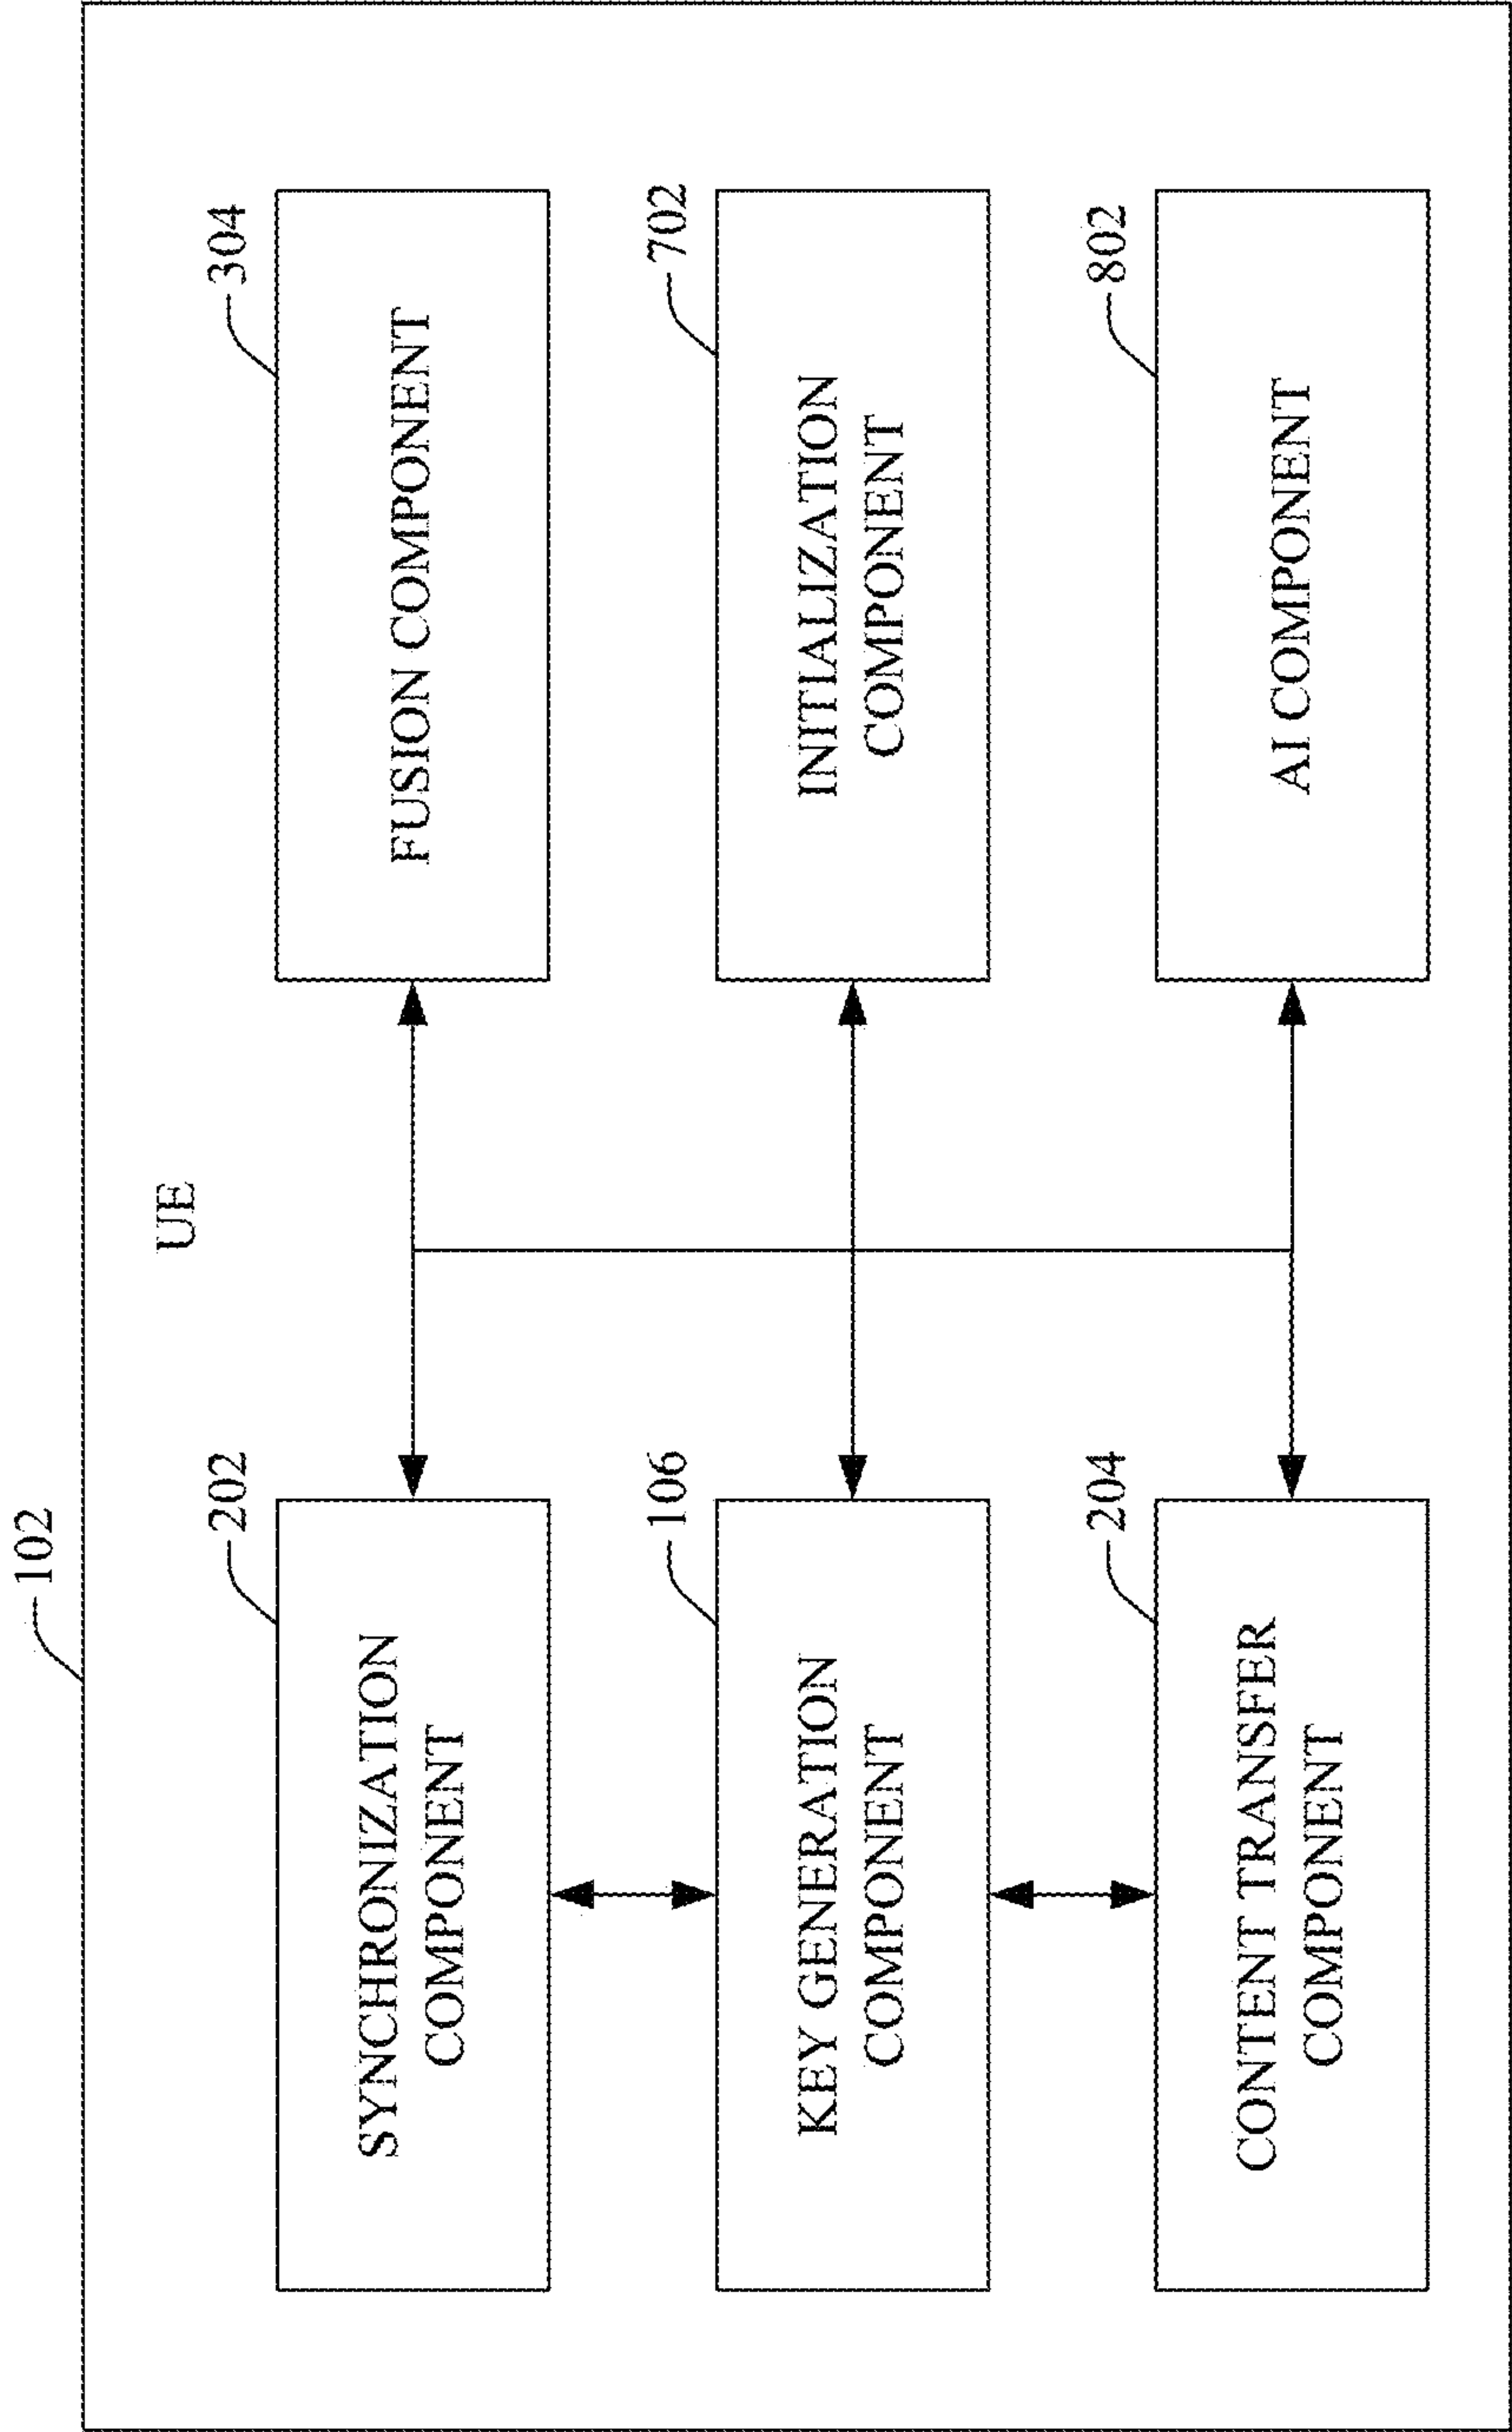 102
UE
202
SYNCHRONIZATION
COMPONENT
304
FUSION COMPONENT
106
KEY GENERATION
COMPONENT
702
INITIALIZATION
COMPONENT
204
CONTENT TRANSFER
COMPONENT
802
AI COMPONENT